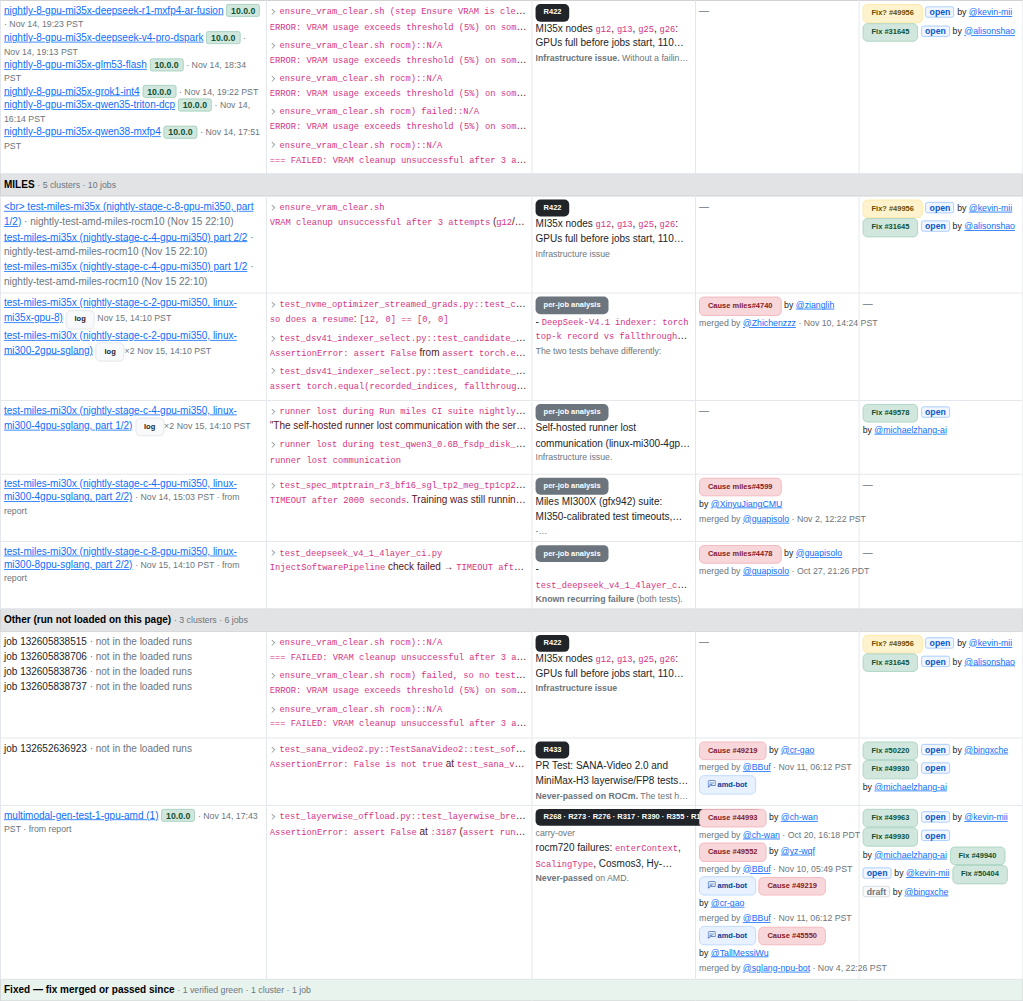 nightly-8-gpu-mi35x-deepseek-r1-mxfp4-ar-fusion 10.0.0
· Nov 14, 19:23 PST
nightly-8-gpu-mi35x-deepseek-v4-pro-dspark 10.0.0 ·
Nov 14, 19:13 PST
nightly-8-gpu-mi35x-glm53-flash 10.0.0 · Nov 14, 18:34
PST
nightly-8-gpu-mi35x-grok1-int4 10.0.0 · Nov 14, 19:22 PST
nightly-8-gpu-mi35x-qwen35-triton-dcp 10.0.0 · Nov 14,
16:14 PST
nightly-8-gpu-mi35x-qwen38-mxfp4 10.0.0 · Nov 14, 17:51
PST
ensure_vram_clear.sh (step Ensure VRAM is cle…
ERROR: VRAM usage exceeds threshold (5%) on som…
ensure_vram_clear.sh rocm)::N/A
ERROR: VRAM usage exceeds threshold (5%) on som…
ensure_vram_clear.sh rocm)::N/A
ERROR: VRAM usage exceeds threshold (5%) on som…
ensure_vram_clear.sh rocm) failed::N/A
ERROR: VRAM usage exceeds threshold (5%) on som…
ensure_vram_clear.sh rocm)::N/A
=== FAILED: VRAM cleanup unsuccessful after 3 a…
R422
MI35x nodes g12, g13, g25, g26:
GPUs full before jobs start, 110…
Infrastructure issue. Without a failin…
—
Fix? #49956 open by @kevin-mii
Fix #31645 open by @alisonshao
MILES · 5 clusters · 10 jobs
<br> test-miles-mi35x (nightly-stage-c-8-gpu-mi350, part
1/2) · nightly-test-amd-miles-rocm10 (Nov 15 22:10)
test-miles-mi35x (nightly-stage-c-4-gpu-mi350) part 2/2 ·
nightly-test-amd-miles-rocm10 (Nov 15 22:10)
test-miles-mi35x (nightly-stage-c-4-gpu-mi350) part 1/2 ·
nightly-test-amd-miles-rocm10 (Nov 15 22:10)
ensure_vram_clear.sh
VRAM cleanup unsuccessful after 3 attempts (g12/…
R422
MI35x nodes g12, g13, g25, g26:
GPUs full before jobs start, 110…
Infrastructure issue
—
Fix? #49956 open by @kevin-mii
Fix #31645 open by @alisonshao
test-miles-mi35x (nightly-stage-c-2-gpu-mi350, linux-
mi35x-gpu-8) log Nov 15, 14:10 PST
test-miles-mi30x (nightly-stage-c-2-gpu-mi350, linux-
mi300-2gpu-sglang) log ×2 Nov 15, 14:10 PST
test_nvme_optimizer_streamed_grads.py::test_c…
so does a resume: [12, 0] == [0, 0]
test_dsv41_indexer_select.py::test_candidate_…
AssertionError: assert False from assert torch.e…
test_dsv41_indexer_select.py::test_candidate_…
assert torch.equal(recorded_indices, fallthroug…
per-job analysis
- DeepSeek-V4.1 indexer: torch
top-k record vs fallthrough…
The two tests behave differently:
Cause miles#4740 by @zianglih
merged by @Zhichenzzz · Nov 10, 14:24 PST
—
test-miles-mi30x (nightly-stage-c-4-gpu-mi350, linux-
mi300-4gpu-sglang, part 1/2) log ×2 Nov 15, 14:10 PST
runner lost during Run miles CI suite nightly…
"The self-hosted runner lost communication with the ser…
runner lost during test_qwen3_0.6B_fsdp_disk_…
runner lost communication
per-job analysis
Self-hosted runner lost
communication (linux-mi300-4gp…
Infrastructure issue.
—
Fix #49578 open
by @michaelzhang-ai
test-miles-mi30x (nightly-stage-c-4-gpu-mi350, linux-
mi300-4gpu-sglang, part 2/2) · Nov 14, 15:03 PST · from
report
test_spec_mtptrain_r3_bf16_sgl_tp2_meg_tp1cp2…
TIMEOUT after 2000 seconds. Training was still runnin…
per-job analysis
Miles MI300X (gfx942) suite:
MI350-calibrated test timeouts,…
·…
Cause miles#4599
by @XinyuJiangCMU
merged by @guapisolo · Nov 2, 12:22 PST
—
test-miles-mi30x (nightly-stage-c-8-gpu-mi350, linux-
mi300-8gpu-sglang, part 2/2) · Nov 15, 14:10 PST · from
report
test_deepseek_v4_1_4layer_ci.py
InjectSoftwarePipeline check failed → TIMEOUT aft…
per-job analysis
-
test_deepseek_v4_1_4layer_c…
Known recurring failure (both tests).
Cause miles#4478 by @guapisolo
merged by @guapisolo · Oct 27, 21:26 PDT
—
Other (run not loaded on this page) · 3 clusters · 6 jobs
job 132605838515 · not in the loaded runs
job 132605838706 · not in the loaded runs
job 132605838736 · not in the loaded runs
job 132605838737 · not in the loaded runs
ensure_vram_clear.sh rocm)::N/A
=== FAILED: VRAM cleanup unsuccessful after 3 a…
ensure_vram_clear.sh rocm) failed, so no test…
ERROR: VRAM usage exceeds threshold (5%) on som…
ensure_vram_clear.sh rocm)::N/A
=== FAILED: VRAM cleanup unsuccessful after 3 a…
R422
MI35x nodes g12, g13, g25, g26:
GPUs full before jobs start, 110…
Infrastructure issue
—
Fix? #49956 open by @kevin-mii
Fix #31645 open by @alisonshao
job 132652636923 · not in the loaded runs
test_sana_video2.py::TestSanaVideo2::test_sof…
AssertionError: False is not true at test_sana_v…
R433
PR Test: SANA-Video 2.0 and
MiniMax-H3 layerwise/FP8 tests…
Never-passed on ROCm. The test h…
Cause #49219 by @cr-gao
merged by @BBuf · Nov 11, 06:12 PST
amd-bot
Fix #50220 open by @bingxche
Fix #49930 open
by @michaelzhang-ai
multimodal-gen-test-1-gpu-amd (1) 10.0.0 · Nov 14, 17:43
PST · from report
test_layerwise_offload.py::test_layerwise_bre…
AssertionError: assert False at :3187 (assert run…
R268 · R273 · R276 · R317 · R390 · R355 · R1
carry-over
rocm720 failures: enterContext,
ScalingType, Cosmos3, Hy-…
Never-passed on AMD.
Cause #44993 by @ch-wan
merged by @ch-wan · Oct 20, 16:18 PDT
Cause #49552 by @yz-wqf
merged by @BBuf · Nov 10, 05:49 PST
amd-bot Cause #49219
by @cr-gao
merged by @BBuf · Nov 11, 06:12 PST
amd-bot Cause #45550
by @TallMessiWu
merged by @sglang-npu-bot · Nov 4, 22:26 PST
Fix #49963 open by @kevin-mii
Fix #49930 open
by @michaelzhang-ai Fix #49940
open by @kevin-mii Fix #50404
draft by @bingxche
Fixed — fix merged or passed since · 1 verified green · 1 cluster · 1 job